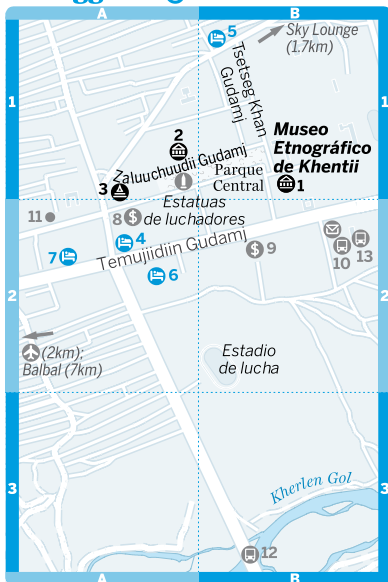 A B
5
Sky Lounge
(1.7km)
Tsetseg Khan
Gudamj
1 1
2
Zaluuchuudii Gudamj
Museo
Etnográfico
de Khentii
1
3
Parque
Central
Estatuas
de luchadores
11
8 $
4
Temujiidiin Gudamj
7
6
$ 9
10
13
2 2
(2km);
Balbal (7km)
Estadio
de lucha
3 3
Kherlen Gol
12
A B